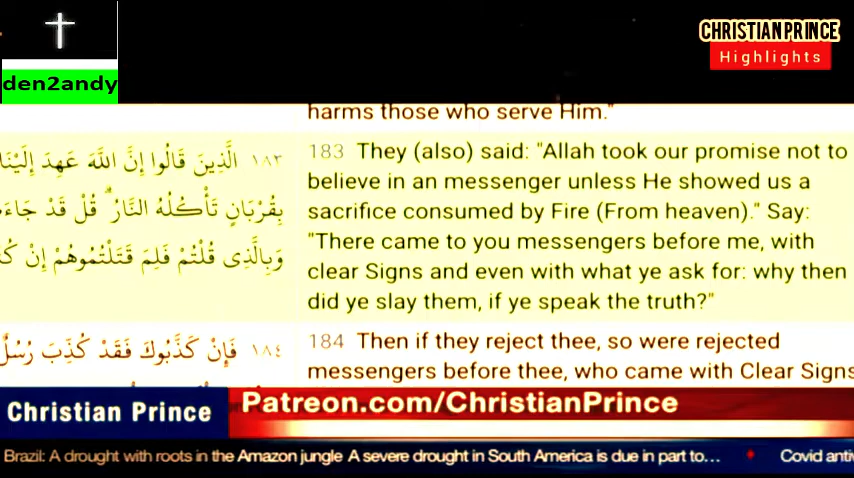 CHRISTIAN PRINCE
Highlights
den2andy
harms those who serve Him."
١٨٣ الَّذِينَ قَالُوا إِنَّ اللَّهَ عَهِدَ إِلَيْنَا
183 They (also) said: "Allah took our promise not to
believe in an messenger unless He showed us a
بِقُرْبَانٍ تَأْكُلُهُ النَّارُ ۗ قُلْ قَدْ
sacrifice consumed by Fire (From heaven)." Say:
"There came to you messengers before me, with
وَبِالَّذِى قُلْتُمْ فَلِمَ قَتَلْتُمُوهُمْ إِنْ
clear Signs and even with what ye ask for: why then
did ye slay them, if ye speak the truth?"
١٨٤ فَإِنْ كَذَّبُوكَ فَقَدْ كُذِّبَ رُسُلٌ
184 Then if they reject thee, so were rejected
messengers before thee, who came with Clear Signs
Christian Prince
Patreon.com/ChristianPrince
Brazil: A drought with roots in the Amazon jungle A severe drought in South America is due in part to... Covid